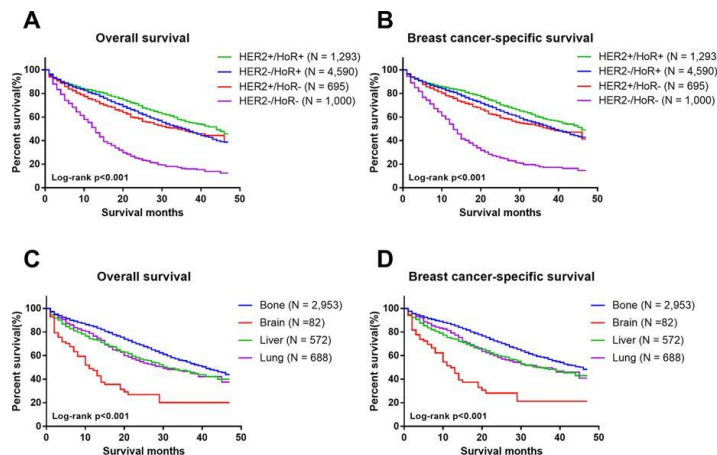 A
Overall survival
HER2+/HoR+ (N = 1,293)
HER2-/HoR+ (N = 4,590)
HER2+/HoR- (N = 695)
HER2-/HoR- (N = 1,000)
Percent survival(%)
100
80
60
40
20
0
Log-rank p<0.001
0 10 20 30 40 50
Survival months
B
Breast cancer-specific survival
HER2+/HoR+ (N = 1,293
HER2-/HoR+ (N = 4,590)
HER2+/HoR- (N = 695)
HER2-/HoR- (N = 1,000)
Percent survival(%)
100
80
60
40
20
0
Log-rank p<0.001
0 10 20 30 40 50
Survival months
C
Overall survival
Bone (N = 2,953)
Brain (N =82)
Liver (N = 572)
Lung (N = 688)
Percent survival(%)
100
80
60
40
20
0
Log-rank p<0.001
0 10 20 30 40 50
Survival months
D
Breast cancer-specific survival
Bone (N = 2,953)
Brain (N =82)
Liver (N = 572)
Lung (N = 688)
Percent survival(%)
100
80
60
40
20
0
Log-rank p<0.001
0 10 20 30 40 50
Survival months